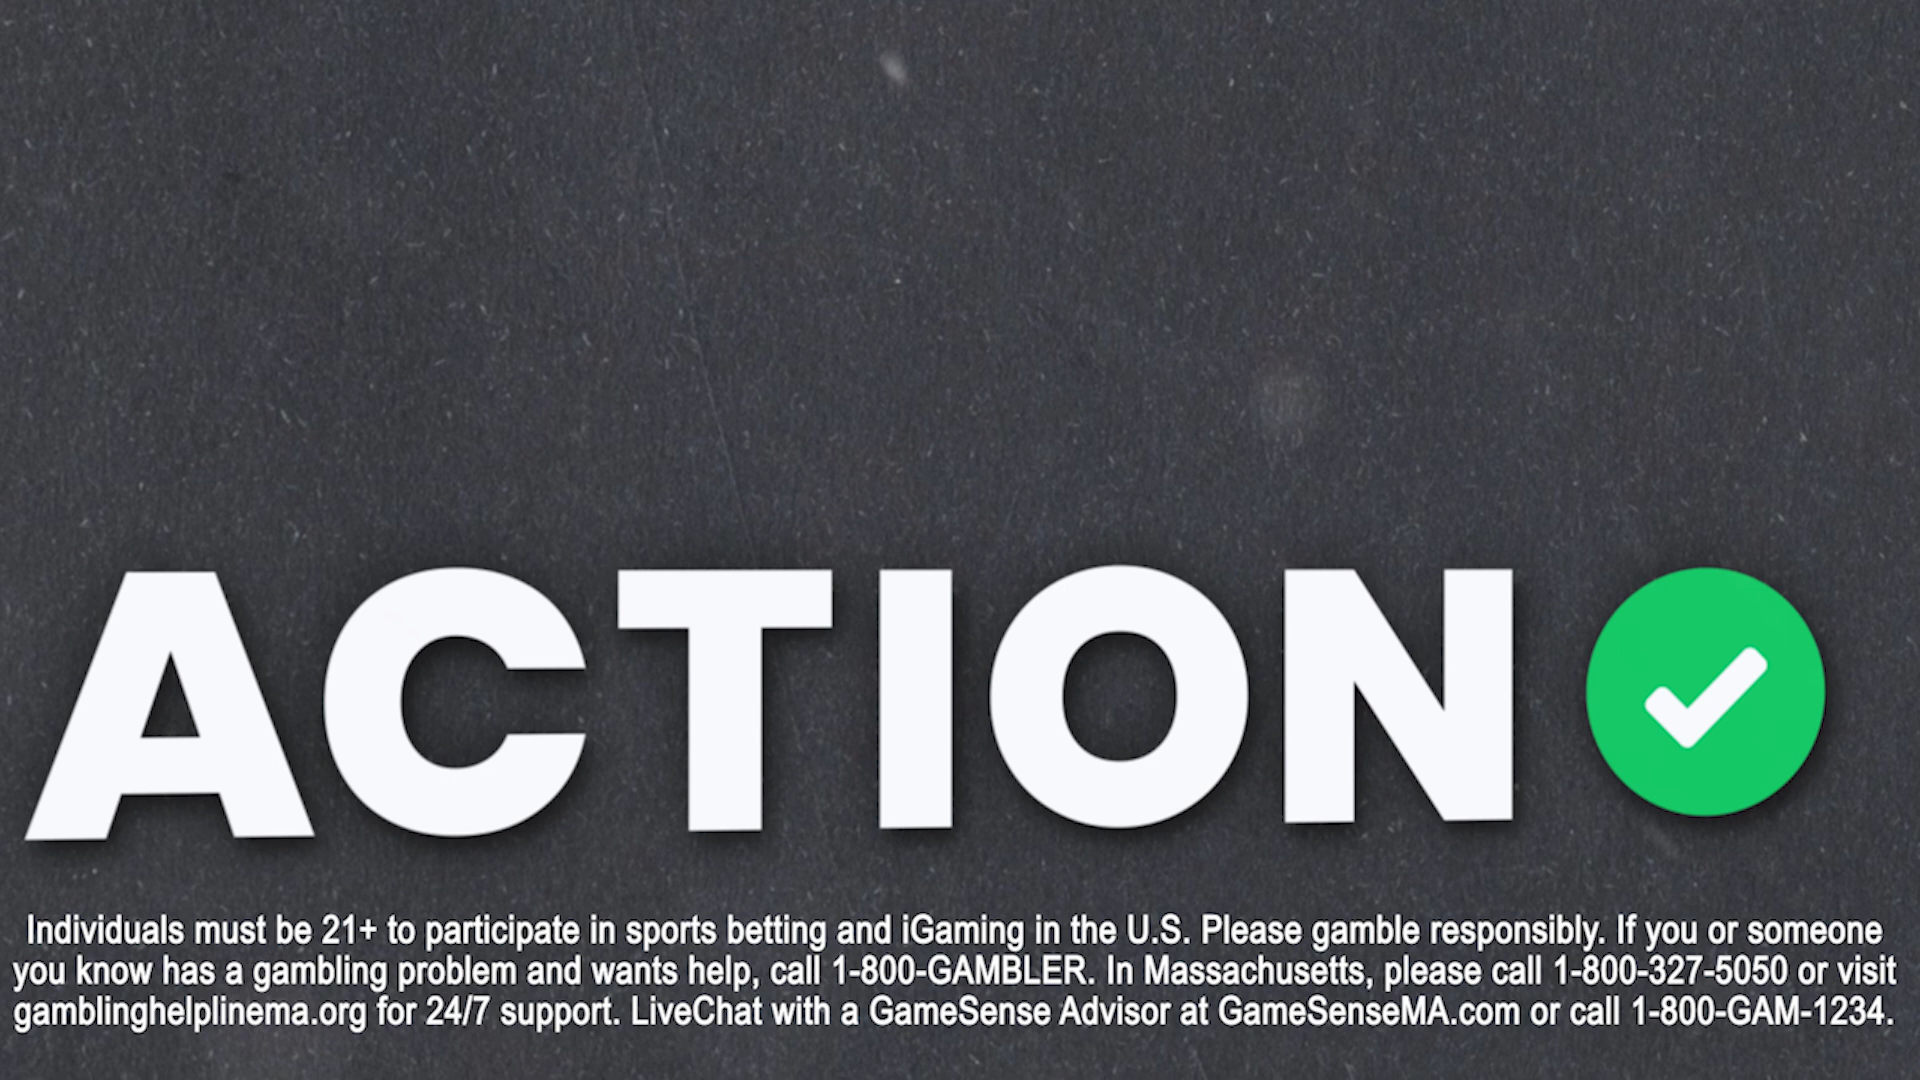 ACTION
Individuals must be 21+ to participate in sports betting and iGaming in the U.S. Please gamble responsibly. If you or someone
you know has a gambling problem and wants help, call 1-800-GAMBLER. In Massachusetts, please call 1-800-327-5050 or visit
gamblinghelplinema.org for 24/7 support. LiveChat with a GameSense Advisor at GameSenseMA.com or call 1-800-GAM-1234.